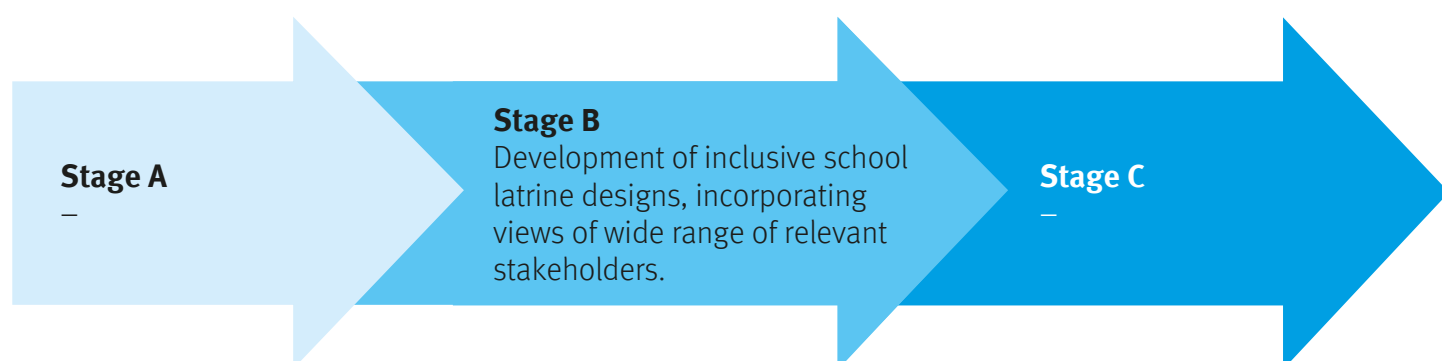 Stage A
–
Stage B
Development of inclusive school
latrine designs, incorporating
views of wide range of relevant
stakeholders.
Stage C
–